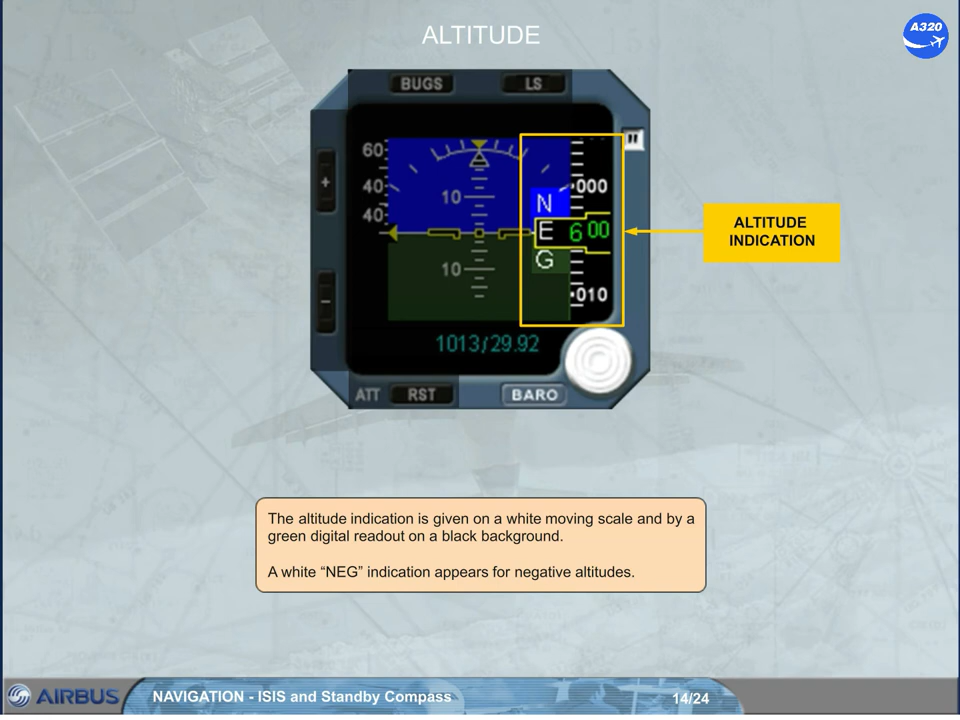 ALTITUDE
A320
BUGS
LS
60
40
40
+
-
10
10
N
E
G
000
600
010
ALTITUDE
INDICATION
1013/29.92
ATT
RST
BARO
The altitude indication is given on a white moving scale and by a
green digital readout on a black background.
A white “NEG” indication appears for negative altitudes.
AIRBUS
NAVIGATION - ISIS and Standby Compass
14/24